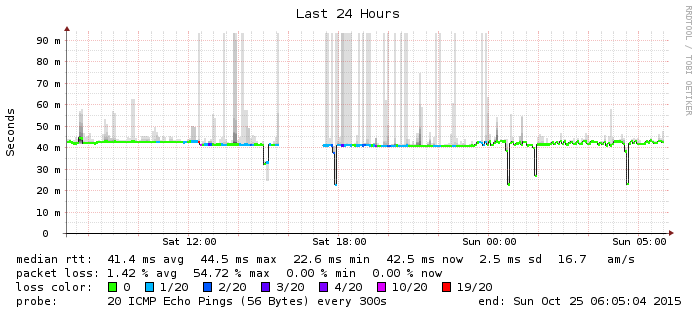 Last 24 Hours
RRDTOOL / TOBI OETIKER
Seconds
90 m
80 m
70 m
60 m
50 m
40 m
30 m
20 m
10 m
0
Sat 12:00 Sat 18:00 Sun 00:00 Sun 05:00
median rtt: 41.4 ms avg 44.5 ms max 22.6 ms min 42.5 ms now 2.5 ms sd 16.7 am/s
packet loss: 1.42 % avg 54.72 % max 0.00 % min 0.00 % now
loss color: 0 1/20 2/20 3/20 4/20 10/20 19/20
probe: 20 ICMP Echo Pings (56 Bytes) every 300s end: Sun Oct 25 06:05:04 2015